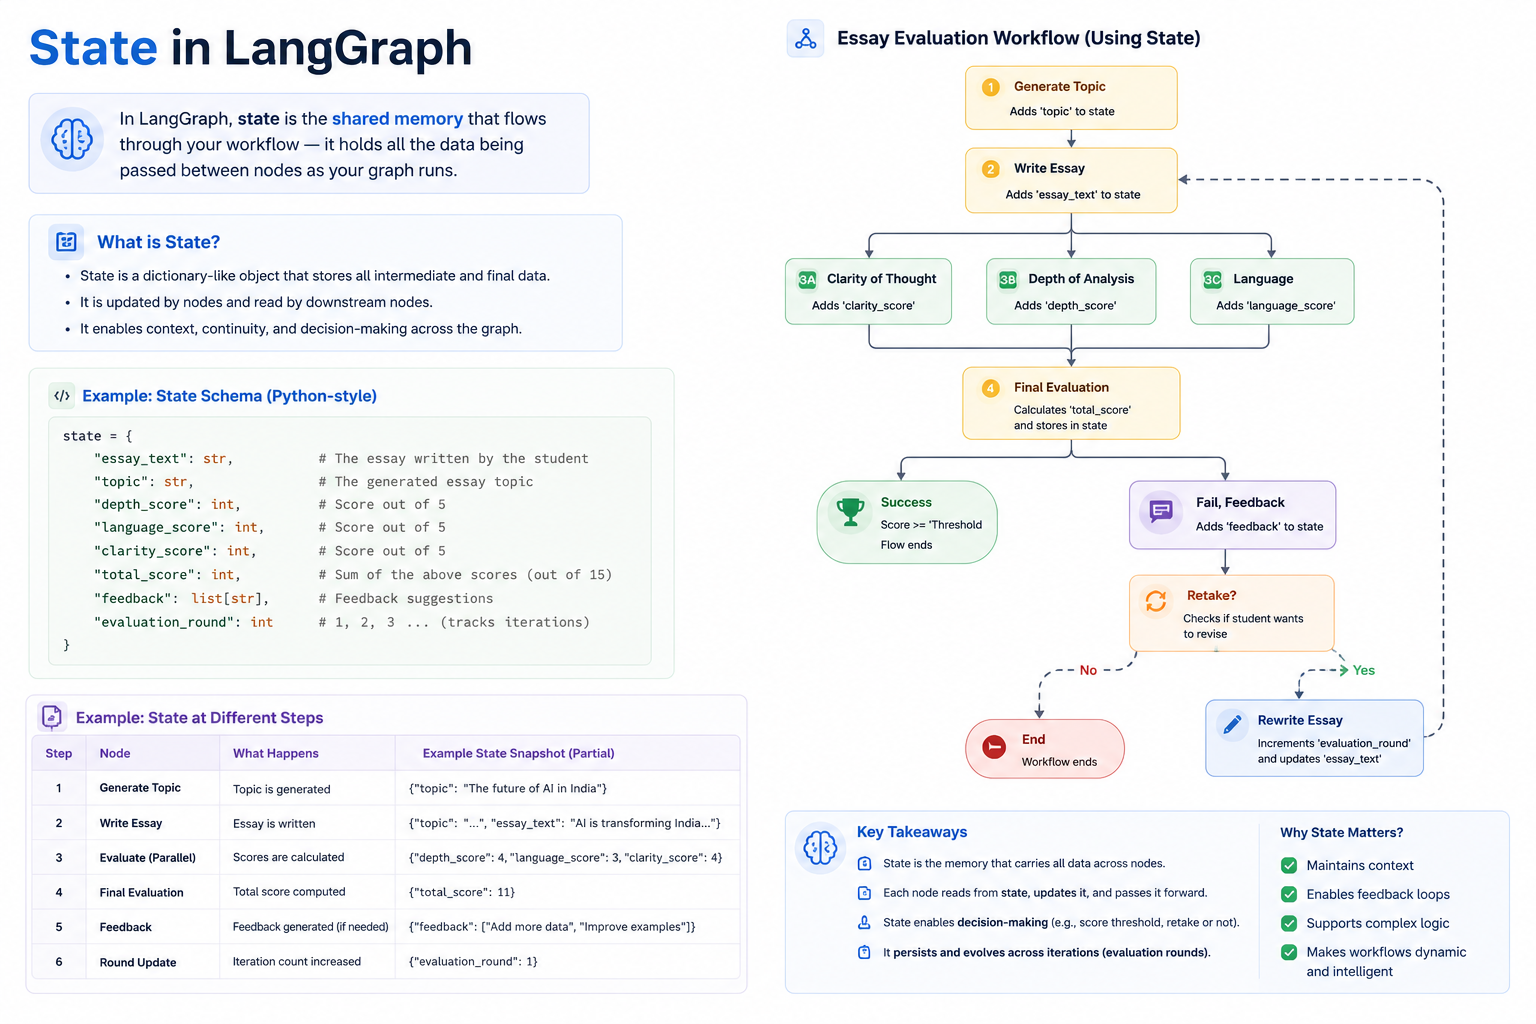 State in LangGraph
In LangGraph, state is the shared memory that flows
through your workflow — it holds all the data being
passed between nodes as your graph runs.
What is State?
• State is a dictionary-like object that stores all intermediate and final data.
• It is updated by nodes and read by downstream nodes.
• It enables context, continuity, and decision-making across the graph.
</> Example: State Schema (Python-style)
state = {
"essay_text": str, # The essay written by the student
"topic": str, # The generated essay topic
"depth_score": int, # Score out of 5
"language_score": int, # Score out of 5
"clarity_score": int, # Score out of 5
"total_score": int, # Sum of the above scores (out of 15)
"feedback": list[str], # Feedback suggestions
"evaluation_round": int # 1, 2, 3 ... (tracks iterations)
}
Example: State at Different Steps
Step Node What Happens Example State Snapshot (Partial)
1 Generate Topic Topic is generated {"topic": "The future of AI in India"}
2 Write Essay Essay is written {"topic": "...", "essay_text": "AI is transforming India..."}
3 Evaluate (Parallel) Scores are calculated {"depth_score": 4, "language_score": 3, "clarity_score": 4}
4 Final Evaluation Total score computed {"total_score": 11}
5 Feedback Feedback generated (if needed) {"feedback": ["Add more data", "Improve examples"]}
6 Round Update Iteration count increased {"evaluation_round": 1}
Essay Evaluation Workflow (Using State)
1 Generate Topic
Adds 'topic' to state
2 Write Essay
Adds 'essay_text' to state
3A Clarity of Thought
Adds 'clarity_score'
3B Depth of Analysis
Adds 'depth_score'
3C Language
Adds 'language_score'
4 Final Evaluation
Calculates 'total_score'
and stores in state
Success
Score >= 'Threshold
Flow ends
Fail, Feedback
Adds 'feedback' to state
Retake?
Checks if student wants
to revise
No
Yes
End
Workflow ends
Rewrite Essay
Increments 'evaluation_round'
and updates 'essay_text'
Key Takeaways
State is the memory that carries all data across nodes.
Each node reads from state, updates it, and passes it forward.
State enables decision-making (e.g., score threshold, retake or not).
It persists and evolves across iterations (evaluation rounds).
Why State Matters?
Maintains context
Enables feedback loops
Supports complex logic
Makes workflows dynamic
and intelligent